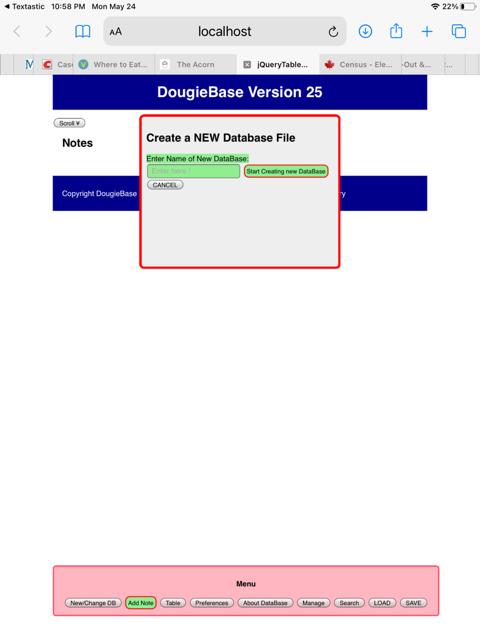 Textastic 10:58 PM Mon May 24 22%
AA localhost
M Case Where to Eat... The Acorn jQueryTable... Census - Ele... -Out &... ...
DougieBase Version 25
Scroll ¥
Notes
Create a NEW Database File
Enter Name of New DataBase:
Enter Name ! Start Creating new DataBase
CANCEL
Copyright DougieBase ry
Menu
New/Change DB Add Note Table Preferences About DataBase Manage Search LOAD SAVE